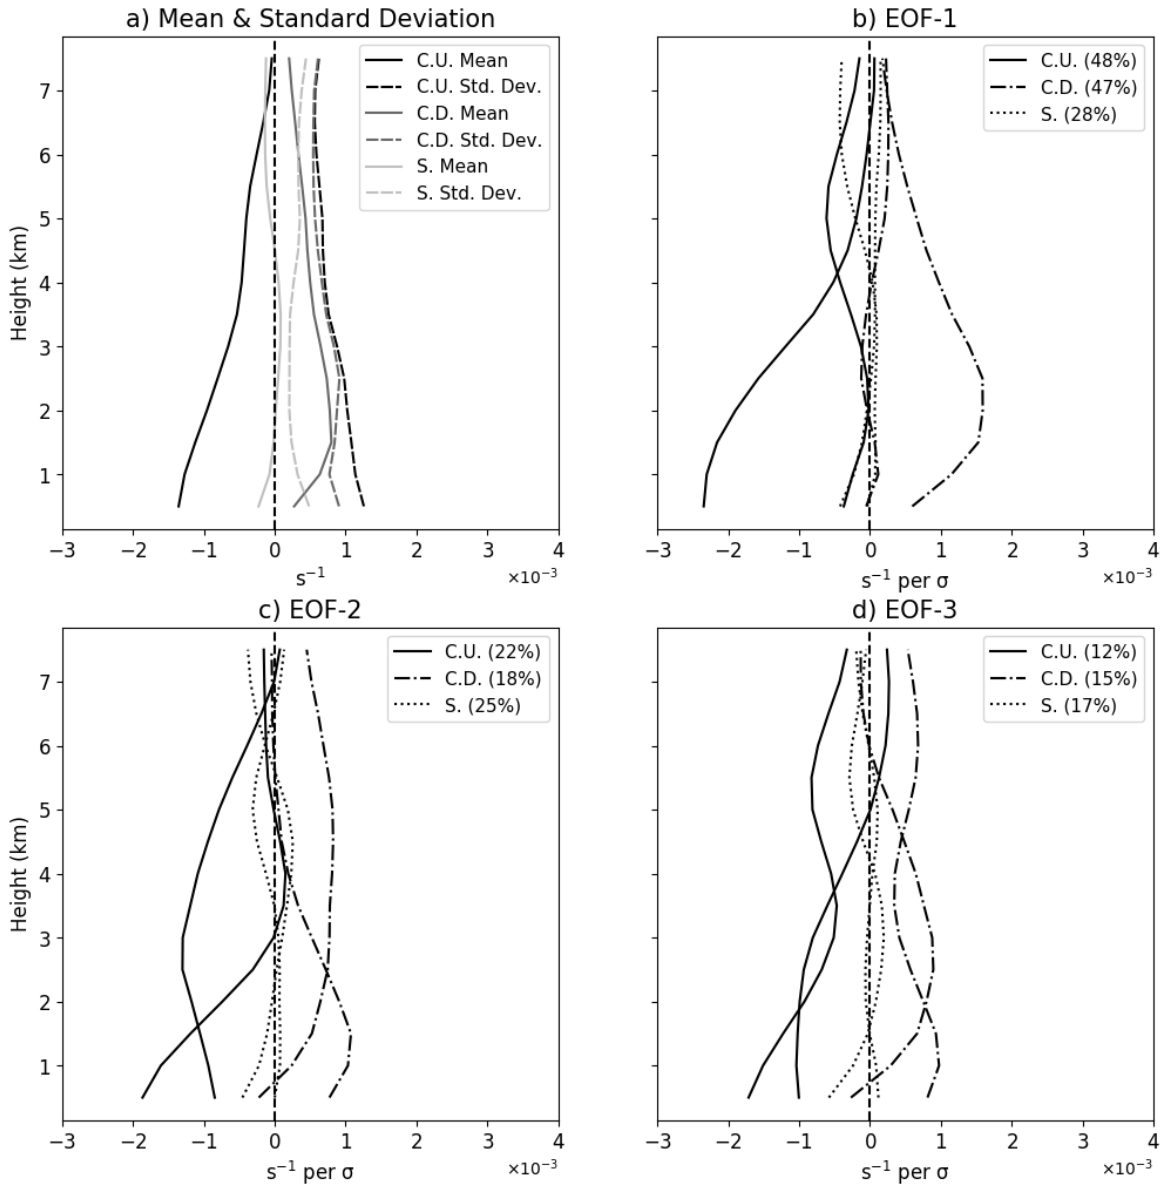 a) Mean & Standard Deviation
C.U. Mean
C.U. Std. Dev.
C.D. Mean
C.D. Std. Dev.
S. Mean
S. Std. Dev.
Height (km)
7
6
5
4
3
2
1
−3 −2 −1 0 1 2 3 4
s⁻¹
×10⁻³
b) EOF-1
C.U. (48%)
C.D. (47%)
S. (28%)
−3 −2 −1 0 1 2 3 4
s⁻¹ per σ
×10⁻³
c) EOF-2
C.U. (22%)
C.D. (18%)
S. (25%)
Height (km)
7
6
5
4
3
2
1
−3 −2 −1 0 1 2 3 4
s⁻¹ per σ
×10⁻³
d) EOF-3
C.U. (12%)
C.D. (15%)
S. (17%)
−3 −2 −1 0 1 2 3 4
s⁻¹ per σ
×10⁻³